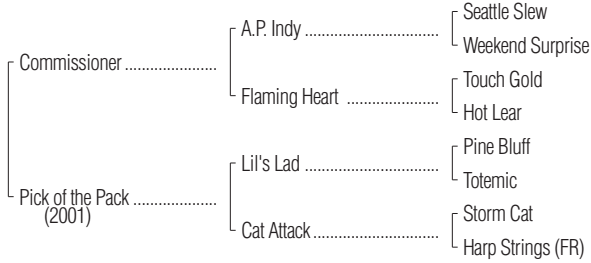 Seattle Slew
A.P. Indy ........................
Weekend Surprise
Commissioner ......................
Touch Gold
Flaming Heart ......................
Hot Lear
Pine Bluff
Lil's Lad ..........................
Totemic
Pick of the Pack ....................
(2001)
Storm Cat
Cat Attack ........................
Harp Strings (FR)